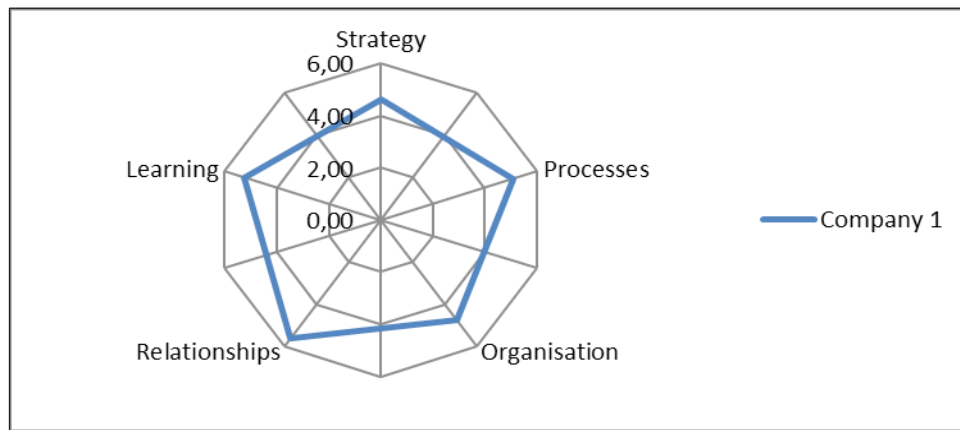 Strategy
6,00
4,00
Learning
2,00
Processes
0,00
Company 1
Relationships
Organisation